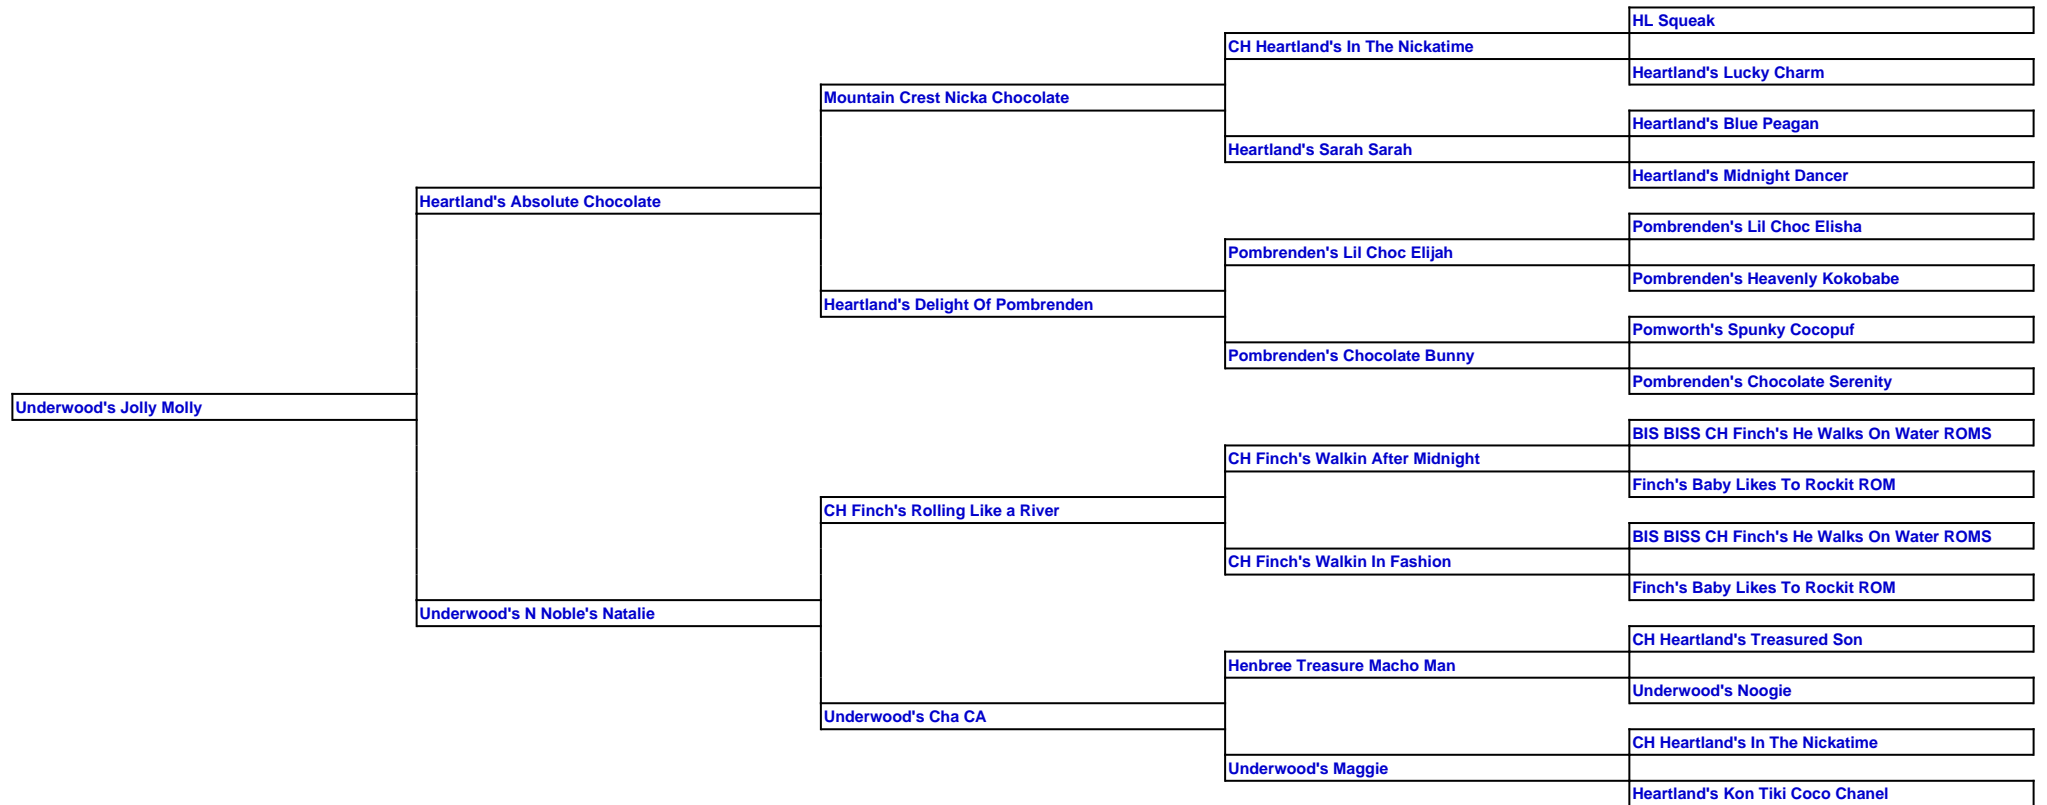 HL Squeak
CH Heartland's In The Nickatime
Heartland's Lucky Charm
Mountain Crest Nicka Chocolate
Heartland's Blue Peagan
Heartland's Sarah Sarah
Heartland's Midnight Dancer
Heartland's Absolute Chocolate
Pombrenden's Lil Choc Elisha
Pombrenden's Lil Choc Elijah
Pombrenden's Heavenly Kokobabe
Heartland's Delight Of Pombrenden
Pomworth's Spunky Cocopuf
Pombrenden's Chocolate Bunny
Pombrenden's Chocolate Serenity
Underwood's Jolly Molly
BIS BISS CH Finch's He Walks On Water ROMS
CH Finch's Walkin After Midnight
Finch's Baby Likes To Rockit ROM
CH Finch's Rolling Like a River
BIS BISS CH Finch's He Walks On Water ROMS
CH Finch's Walkin In Fashion
Finch's Baby Likes To Rockit ROM
Underwood's N Noble's Natalie
CH Heartland's Treasured Son
Henbree Treasure Macho Man
Underwood's Noogie
Underwood's Cha CA
CH Heartland's In The Nickatime
Underwood's Maggie
Heartland's Kon Tiki Coco Chanel